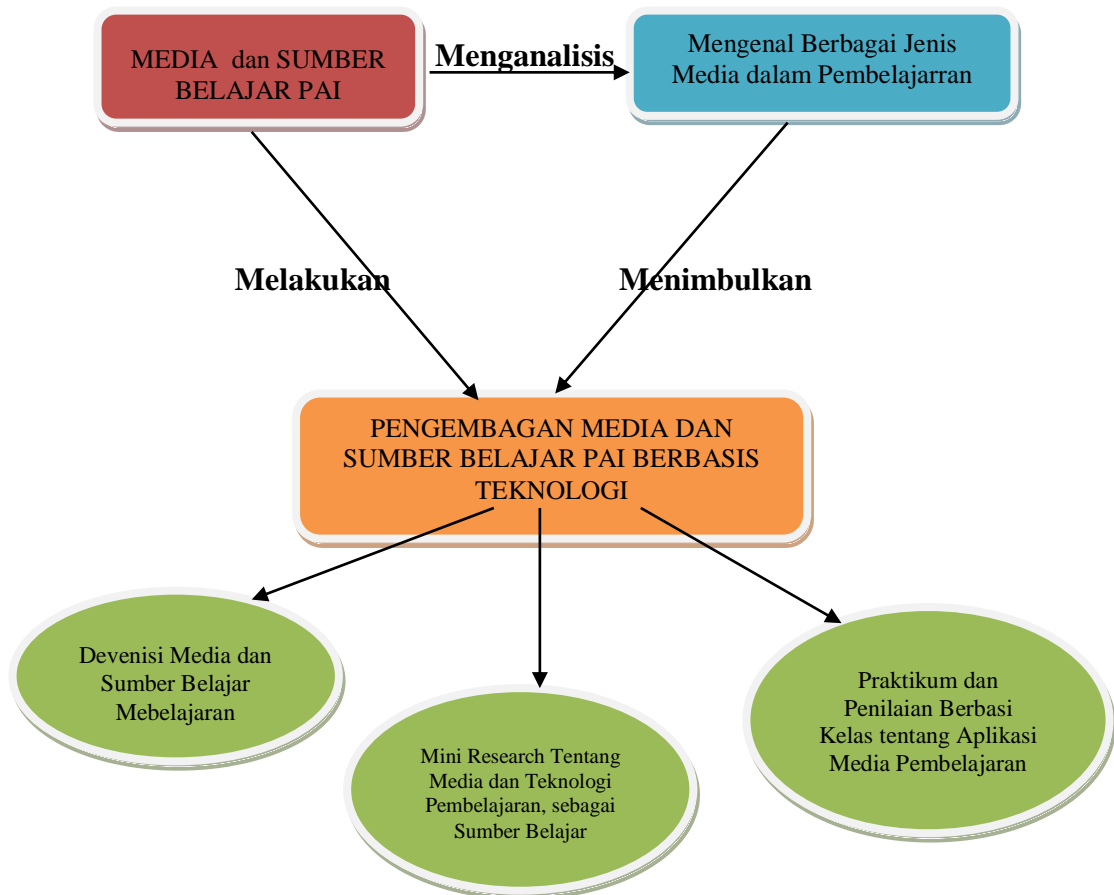 MEDIA dan SUMBER
BELAJAR PAI
Menganalisis
Mengenal Berbagai Jenis
Media dalam Pembelajarran
Melakukan
Menimbulkan
PENGEMBAGAN MEDIA DAN
SUMBER BELAJAR PAI BERBASIS
TEKNOLOGI
Devenisi Media dan
Sumber Belajar
Mebelajaran
Mini Research Tentang
Media dan Teknologi
Pembelajaran, sebagai
Sumber Belajar
Praktikum dan
Penilaian Berbasi
Kelas tentang Aplikasi
Media Pembelajaran